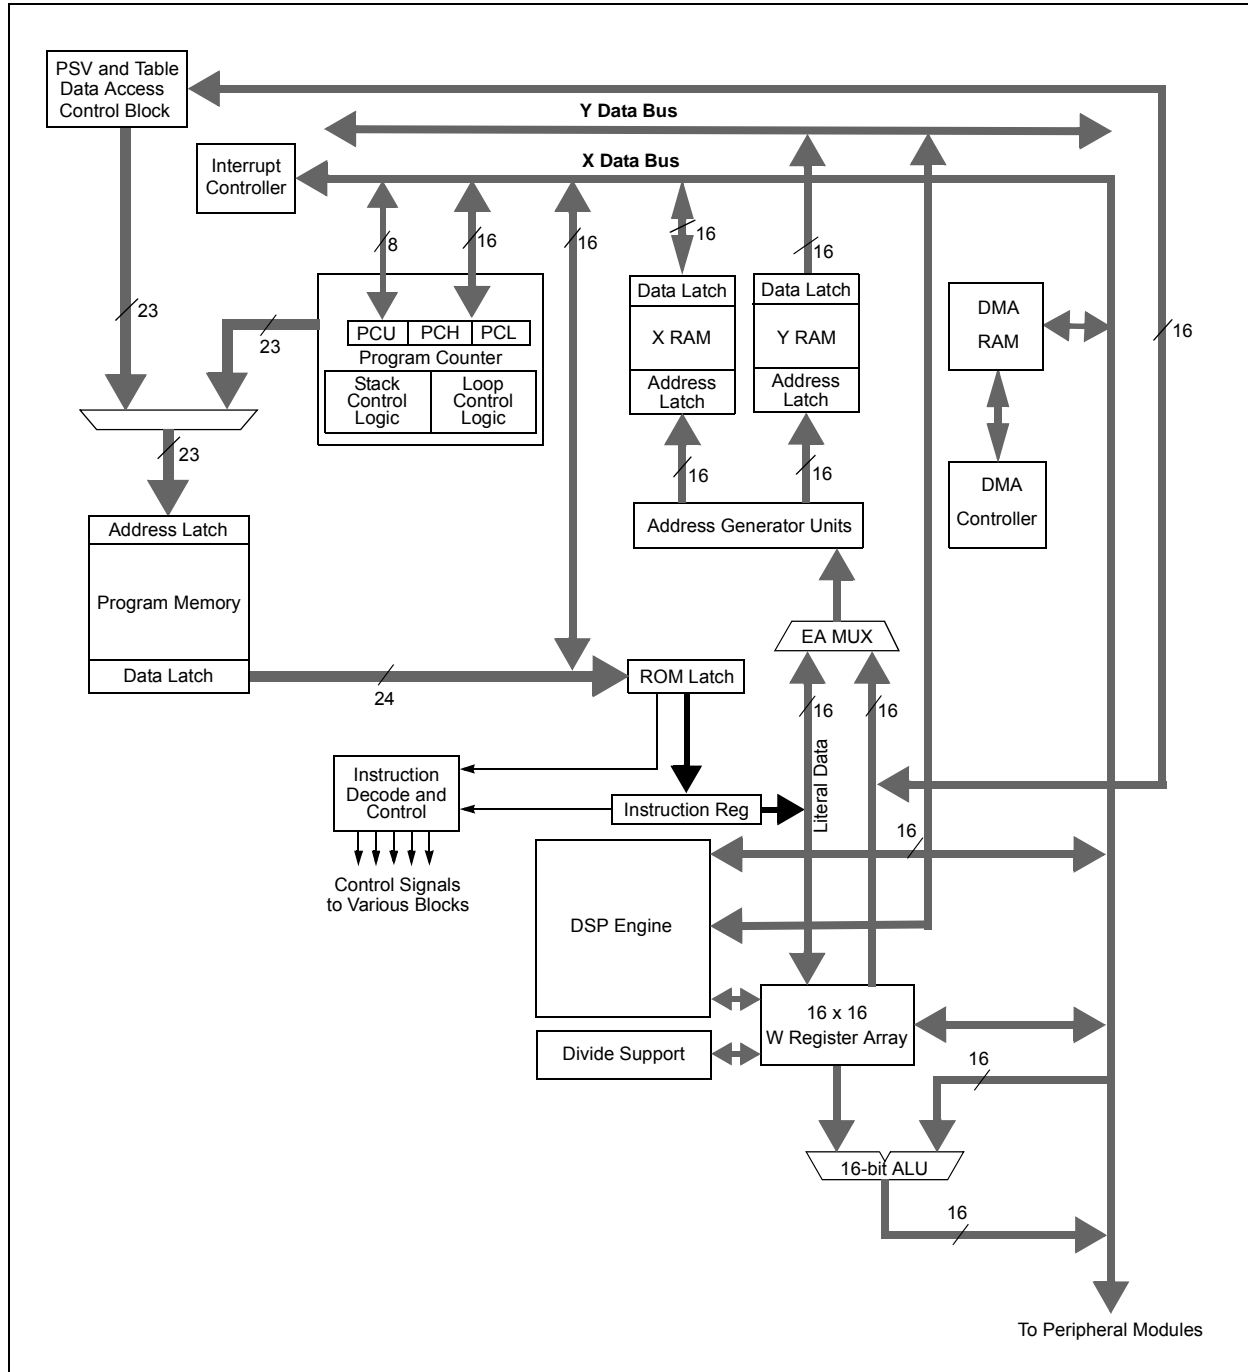 PSV and Table
Data Access
Control Block
Y Data Bus
X Data Bus
Interrupt
Controller
8
16
16
16
16
23
23
16
PCU PCH PCL
Program Counter
Stack
Control
Logic
Loop
Control
Logic
Data Latch
X RAM
Address
Latch
Data Latch
Y RAM
Address
Latch
DMA
RAM
23
16
16
Address Generator Units
DMA
Controller
Address Latch
Program Memory
Data Latch
24
EA MUX
ROM Latch
16
16
Literal Data
Instruction
Decode and
Control
Instruction Reg
Control Signals
to Various Blocks
16
DSP Engine
16 x 16
W Register Array
Divide Support
16
16-bit ALU
16
To Peripheral Modules